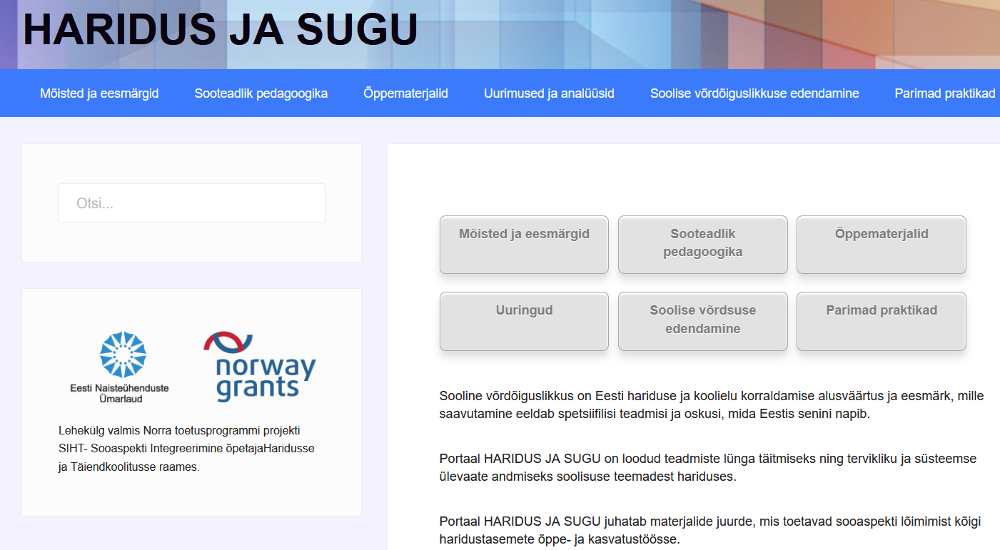 HARIDUS JA SUGU
Mõisted ja eesmärgid
Sooteadlik pedagoogika
Õppematerjalid
Uurimused ja analüüsid
Soolise võrdõiguslikkuse edendamine
Parimad praktikad
Otsi...
Eesti Naisteühenduste
Ümarlaud
norway
grants
Lehekülg valmis Norra toetusprogrammi projekti
SIHT- Sooaspekti Integreerimine õpetajaHaridusse
ja Täiendkoolitusse raames.
Mõisted ja eesmärgid
Sooteadlik
pedagoogika
Õppematerjalid
Uuringud
Soolise võrdsuse
edendamine
Parimad praktikad
Sooline võrdõiguslikkus on Eesti hariduse ja koolielu korraldamise alusväärtus ja eesmärk, mille
saavutamine eeldab spetsiifilisi teadmisi ja oskusi, mida Eestis senini napib.
Portaal HARIDUS JA SUGU on loodud teadmiste lünga täitmiseks ning tervikliku ja süsteemse
ülevaate andmiseks soolisuse teemadest hariduses.
Portaal HARIDUS JA SUGU juhatab materjalide juurde, mis toetavad sooaspekti lõimimist kõigi
haridustasemete õppe- ja kasvatustöösse.